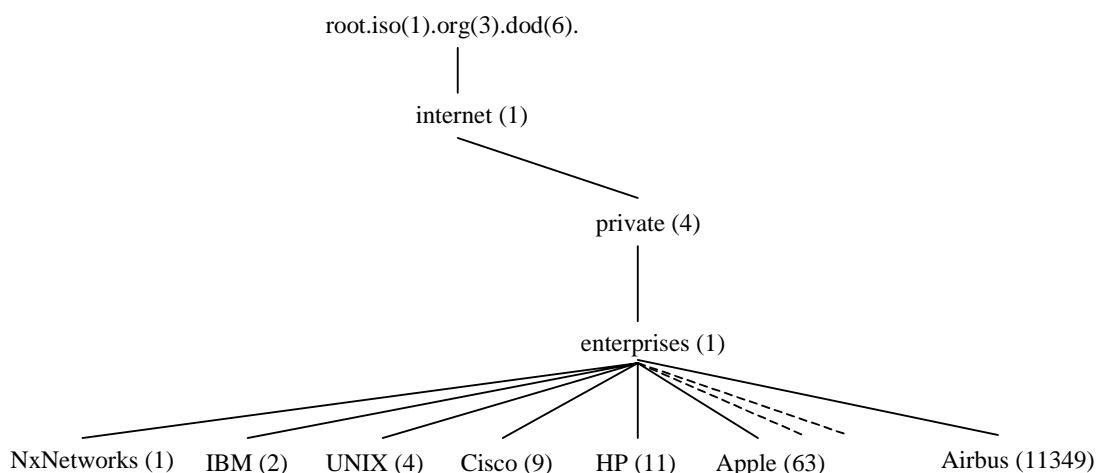 root.iso(1).org(3).dod(6).
internet (1)
private (4)
enterprises (1)
NxNetworks (1) IBM (2) UNIX (4) Cisco (9) HP (11) Apple (63) Airbus (11349)